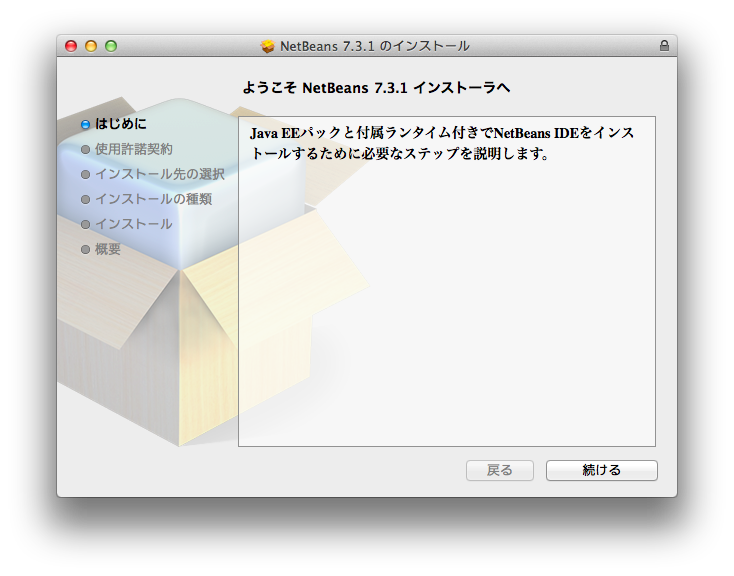 NetBeans 7.3.1 のインストール
ようこそ NetBeans 7.3.1 インストーラへ
はじめに
使用許諾契約
インストール先の選択
インストールの種類
インストール
概要
Java EEパックと付属ランタイム付きでNetBeans IDEをインス
トールするために必要なステップを説明します。
戻る
続ける